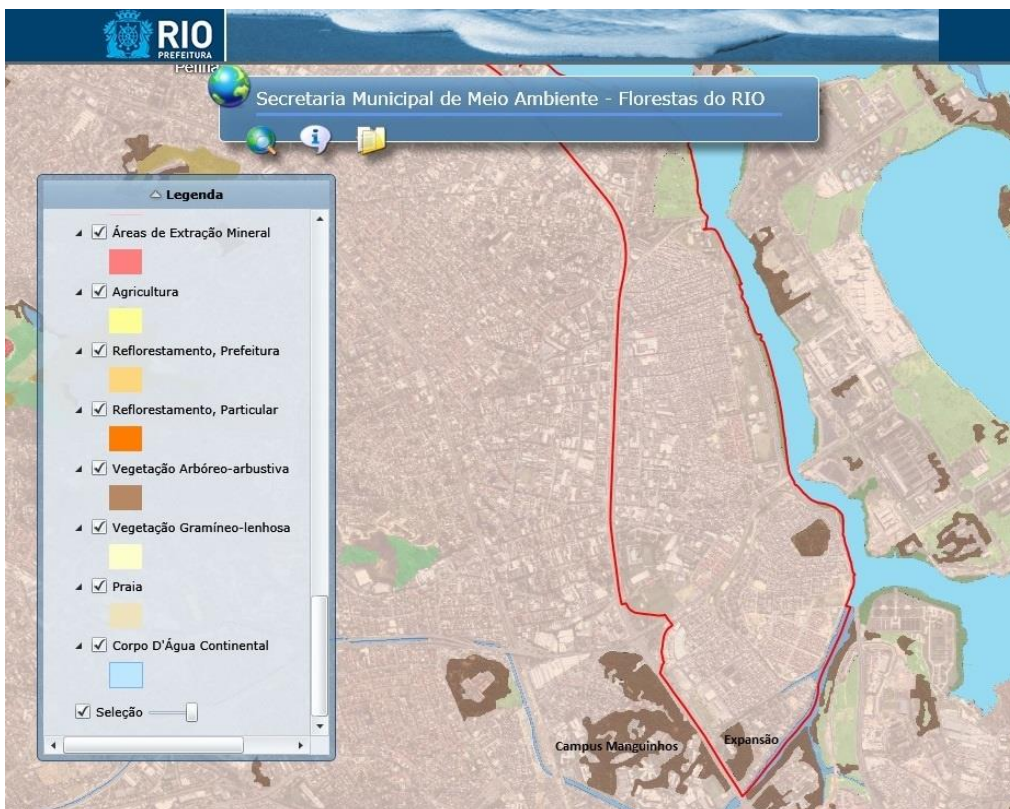 RIO
PREFEITURA
Penha
Secretaria Municipal de Meio Ambiente - Florestas do RIO
Legenda
Áreas de Extração Mineral
Agricultura
Reflorestamento, Prefeitura
Reflorestamento, Particular
Vegetação Arbóreo-arbustiva
Vegetação Gramíneo-lenhosa
Praia
Corpo D'Água Continental
Seleção
Campus Manguinhos
Expansão